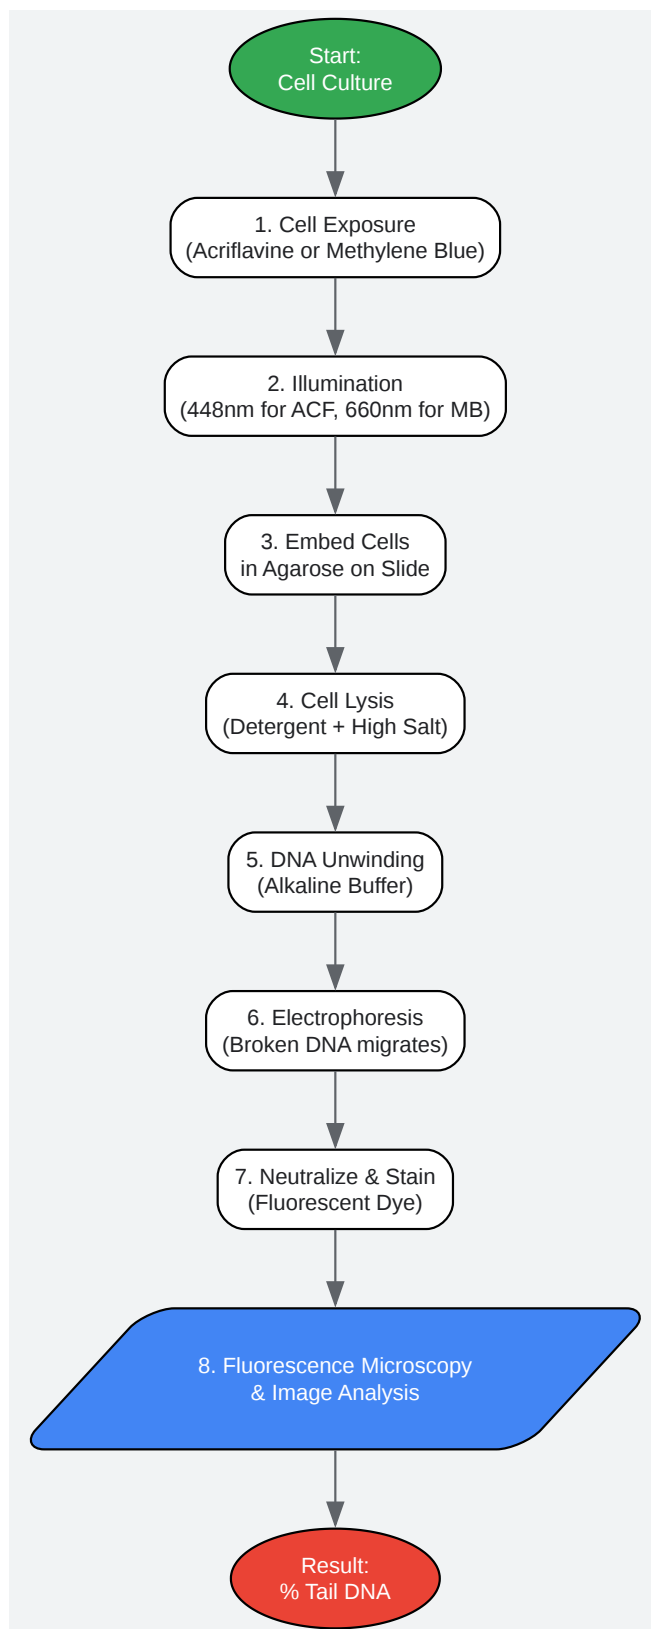 Start:
Cell Culture
1. Cell Exposure
(Acriflavine or Methylene Blue)
2. Illumination
(448nm for ACF, 660nm for MB)
3. Embed Cells
in Agarose on Slide
4. Cell Lysis
(Detergent + High Salt)
5. DNA Unwinding
(Alkaline Buffer)
6. Electrophoresis
(Broken DNA migrates)
7. Neutralize & Stain
(Fluorescent Dye)
8. Fluorescence Microscopy
& Image Analysis
Result:
% Tail DNA